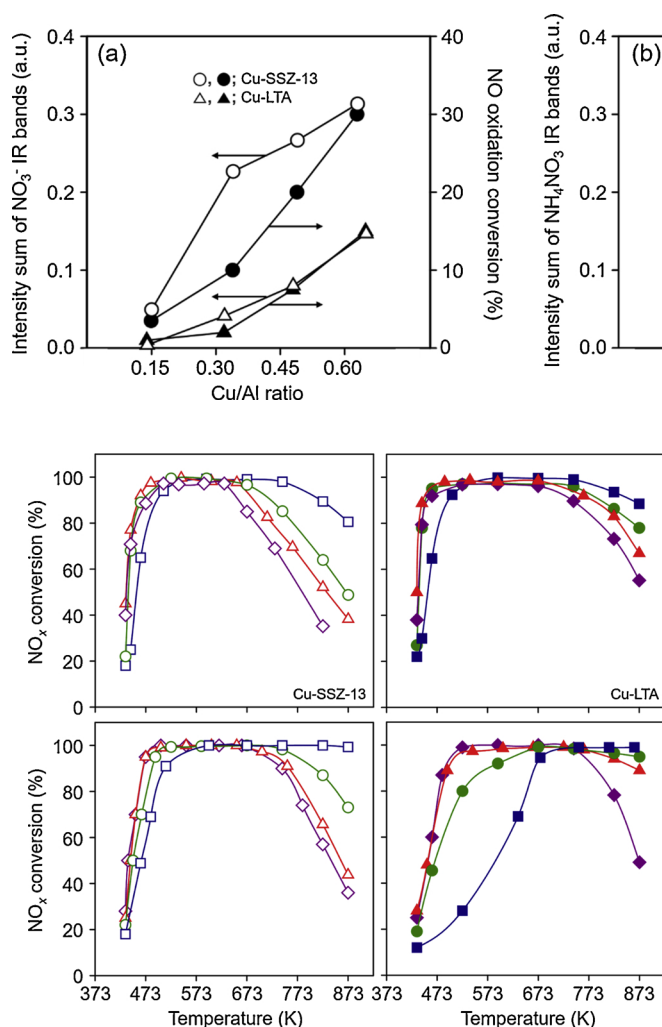 (a)
(b)
0.4
0.3
0.2
0.1
0.0
Intensity sum of NO3- IR bands (a.u.)
○, ●; Cu-SSZ-13
△, ▲; Cu-LTA
40
30
20
10
0
NO oxidation conversion (%)
0.15 0.30 0.45 0.60
Cu/Al ratio
0.4
0.3
0.2
0.1
0.0
Intensity sum of NH4NO3 IR bands (a.u.)
100
80
60
40
20
0
NOx conversion (%)
Cu-SSZ-13
Cu-LTA
100
80
60
40
20
0
NOx conversion (%)
373 473 573 673 773 873
Temperature (K)
373 473 573 673 773 873
Temperature (K)